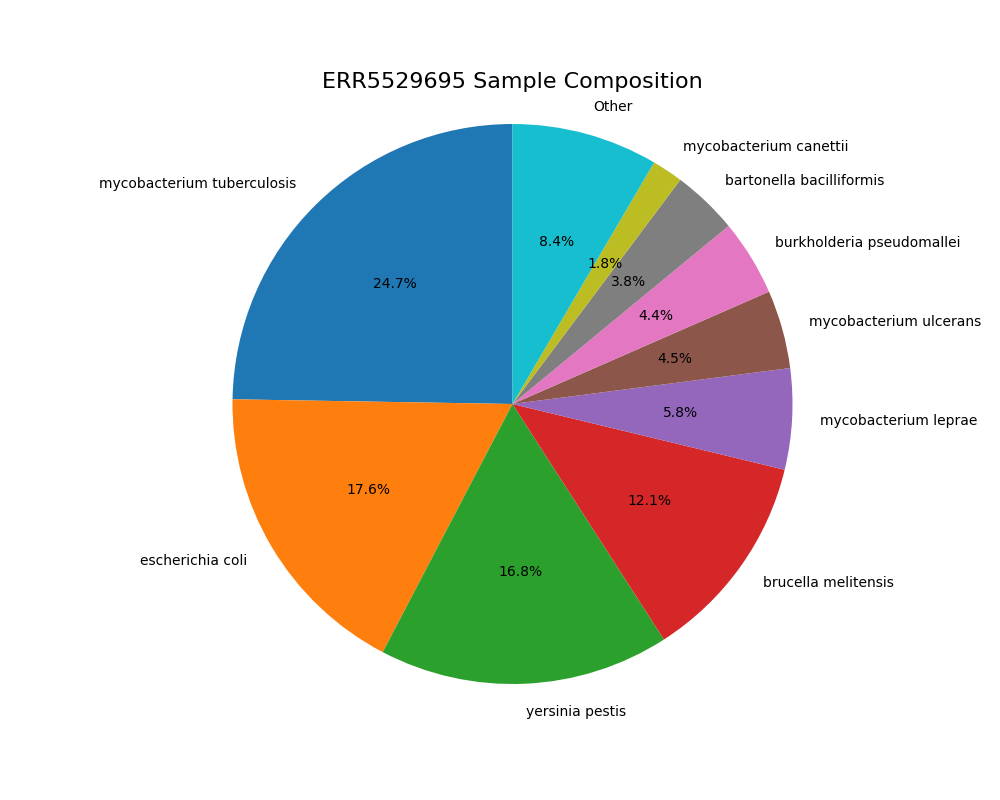 ERR5529695 Sample Composition
Other
mycobacterium canettii
bartonella bacilliformis
mycobacterium tuberculosis
burkholderia pseudomallei
8.4%
1.8%
3.8%
24.7%
4.4%
mycobacterium ulcerans
4.5%
5.8%
mycobacterium leprae
17.6%
12.1%
escherichia coli
16.8%
brucella melitensis
yersinia pestis